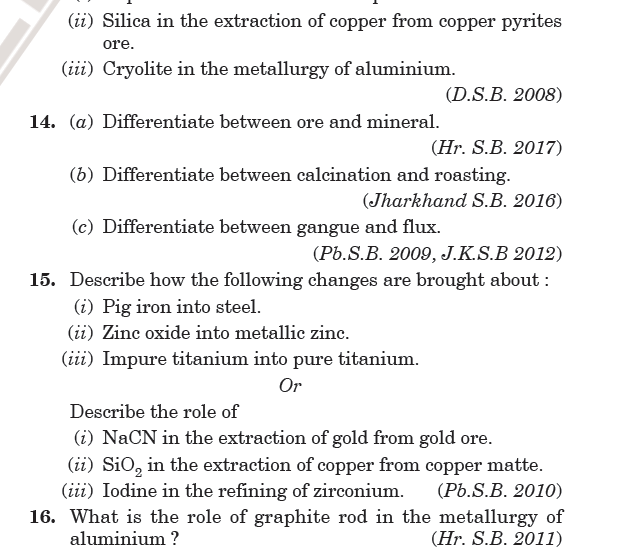 (ii) Silica in the extraction of copper from copper pyrites
ore.
(iii) Cryolite in the metallurgy of aluminium.
(D.S.B. 2008)
14. (a) Differentiate between ore and mineral.
(Hr. S.B. 2017)
(b) Differentiate between calcination and roasting.
(Jharkhand S.B. 2016)
(c) Differentiate between gangue and flux.
(Pb.S.B. 2009, J.K.S.B 2012)
15. Describe how the following changes are brought about :
(i) Pig iron into steel.
(ii) Zinc oxide into metallic zinc.
(iii) Impure titanium into pure titanium.
Or
Describe the role of
(i) NaCN in the extraction of gold from gold ore.
(ii) SiO₂ in the extraction of copper from copper matte.
(iii) Iodine in the refining of zirconium. (Pb.S.B. 2010)
16. What is the role of graphite rod in the metallurgy of
aluminium ? (Hr. S.B. 2011)